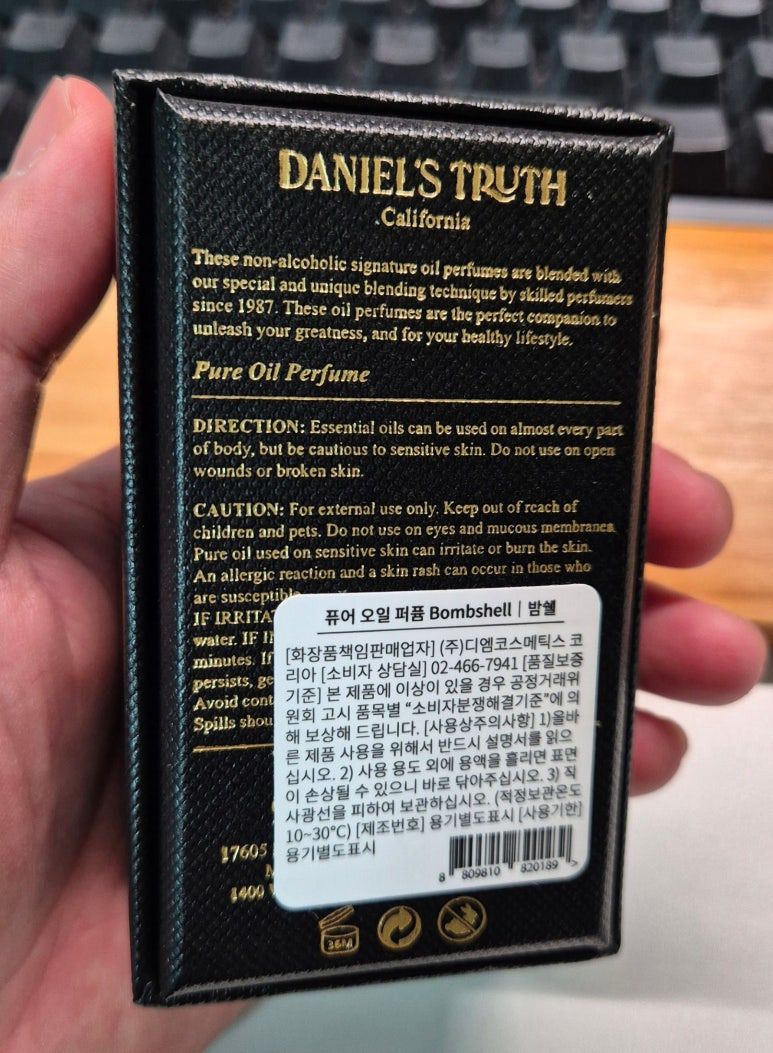 DANIEL'S TRUTH
California
These non-alcoholic signature oil perfumes are blended with
our special and unique blending technique by skilled perfumers
since 1987. These oil perfumes are the perfect companion to
unleash your greatness, and for your healthy lifestyle.
Pure Oil Perfume
DIRECTION: Essential oils can be used on almost every part
of body, but be cautious to sensitive skin. Do not use on open
wounds or broken skin.
CAUTION: For external use only. Keep out of reach of
children and pets. Do not use on eyes and mucous membranes.
Pure oil used on sensitive skin can irritate or burn the skin.
An allergic reaction and a skin rash can occur in those who
are susceptible
IF IRRITA
water. IF
minutes. If
persists, ge
Avoid cont
Spills shou
17605
1400
퓨어 오일 퍼퓸 Bombshell | 밤쉘
[화장품책임판매업자] (주)디엠코스메틱스 코
리아 [소비자 상담실] 02-466-7941 [품질보증
기준] 본 제품에 이상이 있을 경우 공정거래위
원회 고시 품목별 “소비자분쟁해결기준”에 의
해 보상해 드립니다. [사용상주의사항] 1)올바
른 제품 사용을 위해서 반드시 설명서를 읽으
십시오. 2) 사용 용도 외에 용액을 흘리면 표면
이 손상될 수 있으니 바로 닦아주십시오. 3) 직
사광선을 피하여 보관하십시오. (적정보관온도
10~30°C) [제조번호] 용기별도표시 [사용기한]
용기별도표시
8 809810 820189 >
36M